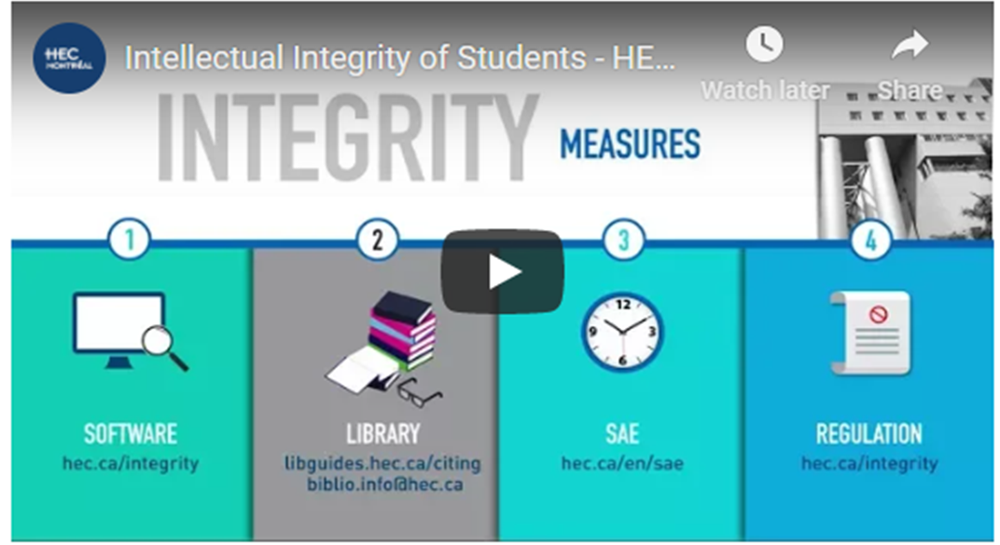 HEC
MONTRÉAL
Intellectual Integrity of Students - HE...
Watch later
Share
INTEGRITY
MEASURES
1
2
3
4
12
9
3
6
SOFTWARE
hec.ca/integrity
LIBRARY
libguides.hec.ca/citing
biblio.info@hec.ca
SAE
hec.ca/en/sae
REGULATION
hec.ca/integrity